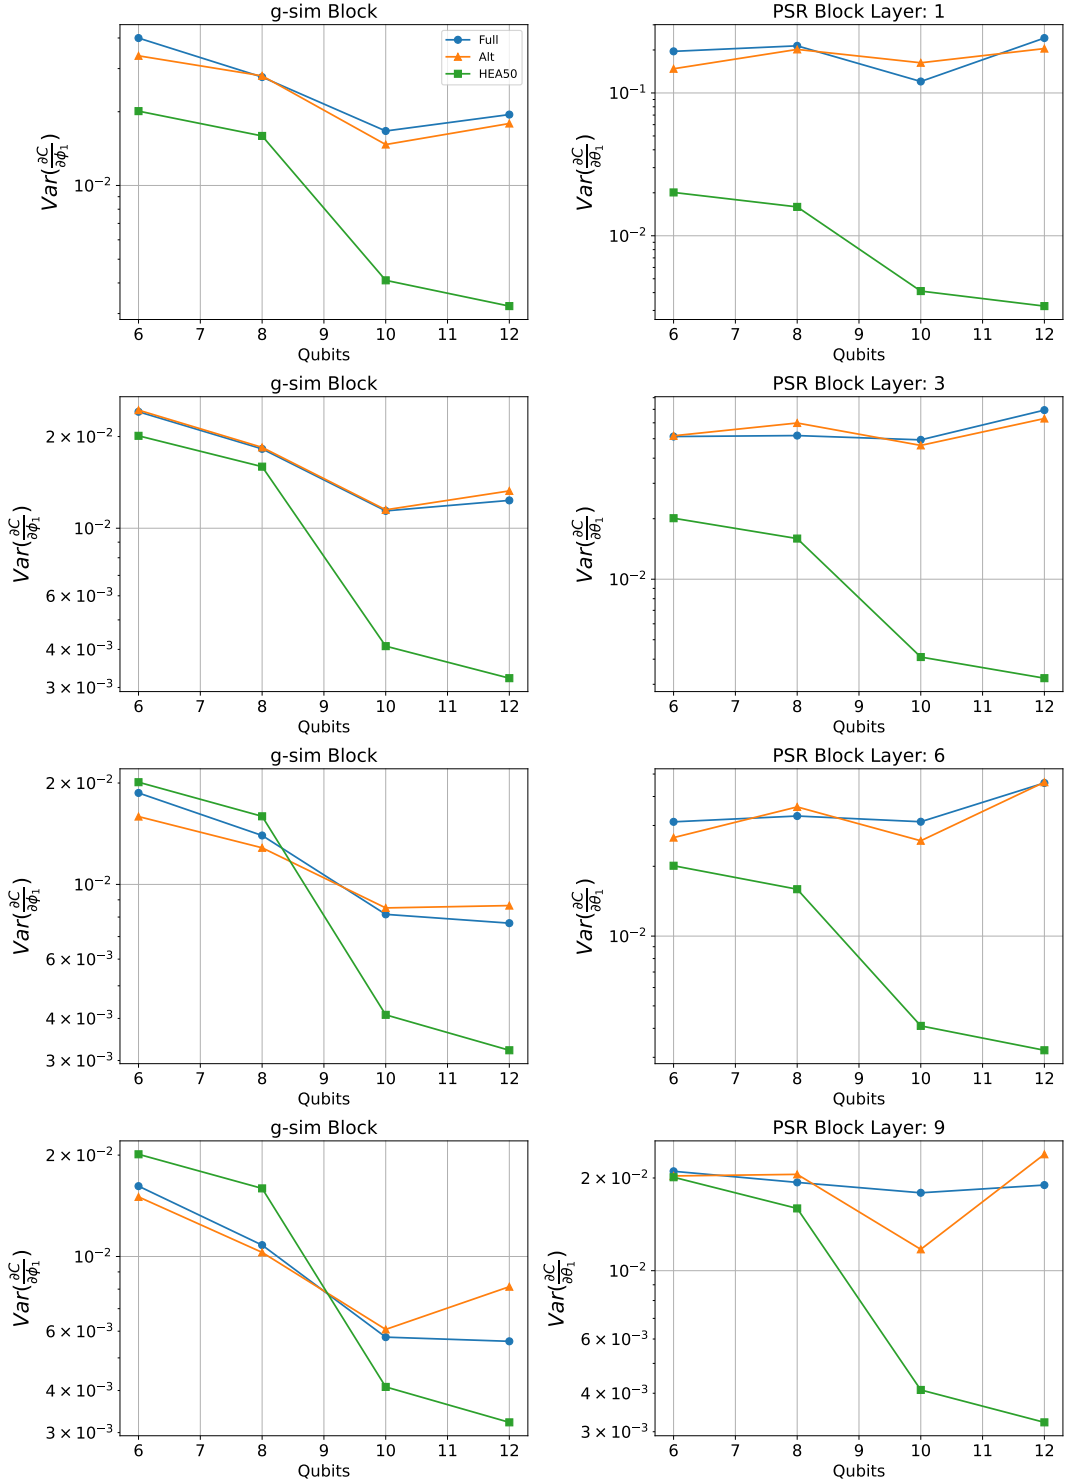 g-sim Block
Full
Alt
HEA50
10⁻²
Var(∂C/∂ϕ₁)
6 7 8 9 10 11 12
Qubits
PSR Block Layer: 1
10⁻¹
10⁻²
Var(∂C/∂θ₁)
6 7 8 9 10 11 12
Qubits
g-sim Block
2 × 10⁻²
10⁻²
6 × 10⁻³
4 × 10⁻³
3 × 10⁻³
Var(∂C/∂ϕ₁)
6 7 8 9 10 11 12
Qubits
PSR Block Layer: 3
10⁻²
Var(∂C/∂θ₁)
6 7 8 9 10 11 12
Qubits
g-sim Block
2 × 10⁻²
10⁻²
6 × 10⁻³
4 × 10⁻³
3 × 10⁻³
Var(∂C/∂ϕ₁)
6 7 8 9 10 11 12
Qubits
PSR Block Layer: 6
10⁻²
Var(∂C/∂θ₁)
6 7 8 9 10 11 12
Qubits
g-sim Block
2 × 10⁻²
10⁻²
6 × 10⁻³
4 × 10⁻³
3 × 10⁻³
Var(∂C/∂ϕ₁)
6 7 8 9 10 11 12
Qubits
PSR Block Layer: 9
2 × 10⁻²
10⁻²
6 × 10⁻³
4 × 10⁻³
3 × 10⁻³
Var(∂C/∂θ₁)
6 7 8 9 10 11 12
Qubits